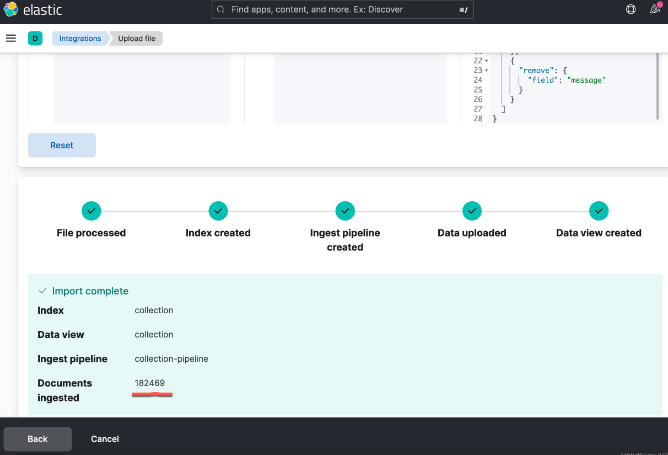 elastic
Find apps, content, and more. Ex: Discover
⌘/
D
Integrations
Upload file
22
{
23
"remove": {
24
"field": "message"
25
}
26
}
27
]
28
}
Reset
File processed
Index created
Ingest pipeline
created
Data uploaded
Data view created
Import complete
Index
collection
Data view
collection
Ingest pipeline
collection-pipeline
Documents
ingested
182469
Back
Cancel